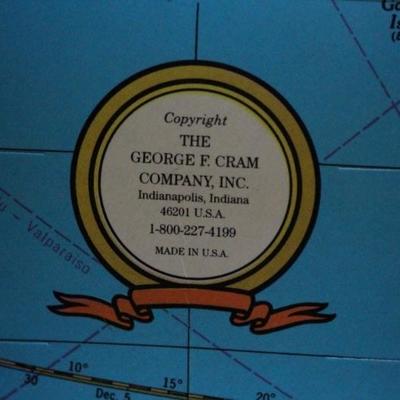 Copyright
THE
GEORGE F. CRAM
COMPANY, INC.
Indianapolis, Indiana
46201 U.S.A.
1-800-227-4199
MADE IN U.S.A.
Valparaiso
10°
15°
20°
30
Dec. 5